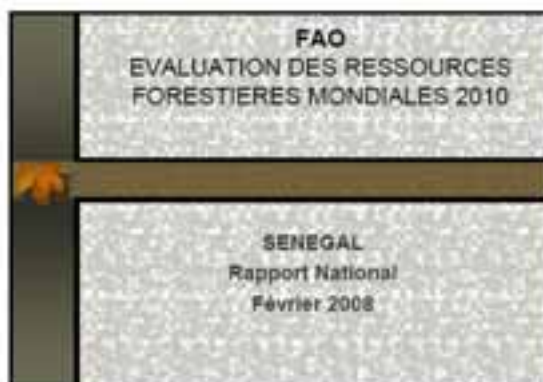 FAO
EVALUATION DES RESSOURCES
FORESTIERES MONDIALES 2010
SENEGAL
Rapport National
Février 2008